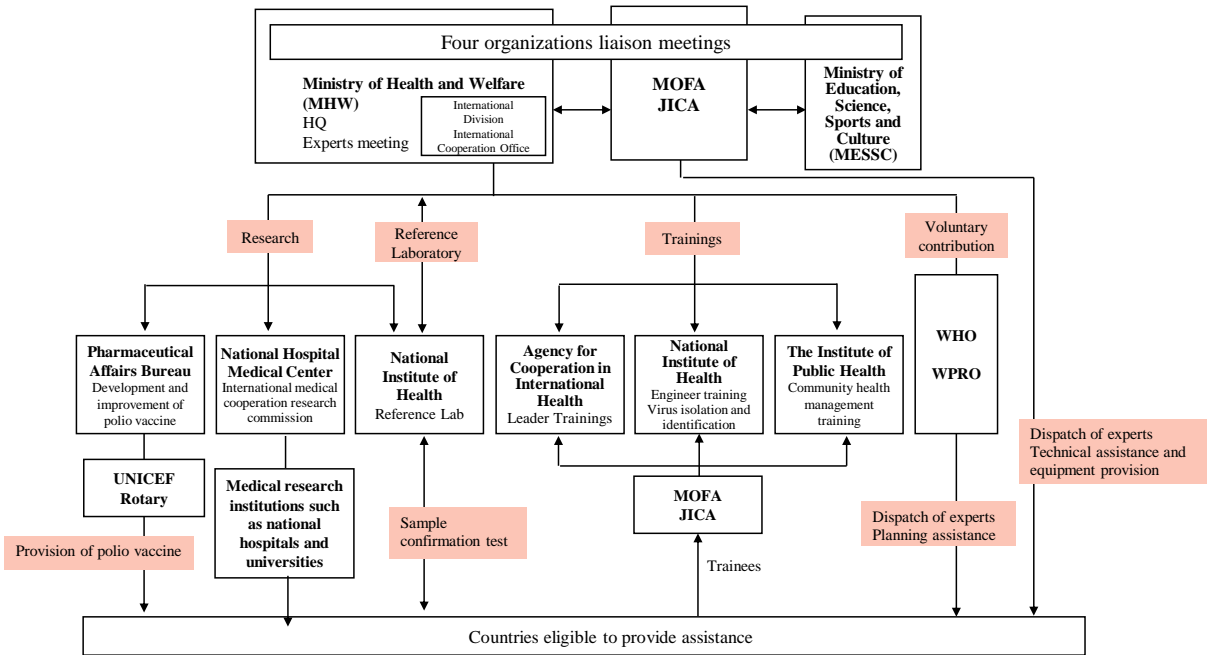 Four organizations liaison meetings
Ministry of Health and Welfare
(MHW)
HQ
Experts meeting
International
Division
International
Cooperation Office
MOFA
JICA
Ministry of
Education,
Science,
Sports and
Culture
(MESSC)
Research
Reference
Laboratory
Trainings
Voluntary
contribution
Pharmaceutical
Affairs Bureau
Development and
improvement of
polio vaccine
National Hospital
Medical Center
International medical
cooperation research
commission
National
Institute of
Health
Reference Lab
Agency for
Cooperation in
International
Health
Leader Trainings
National
Institute of
Health
Engineer training
Virus isolation and
identification
The Institute of
Public Health
Community health
management
training
WHO
WPRO
UNICEF
Rotary
Medical research
institutions such
as national
hospitals and
universities
MOFA
JICA
Dispatch of experts
Technical assistance and
equipment provision
Provision of polio vaccine
Sample
confirmation test
Trainees
Dispatch of experts
Planning assistance
Countries eligible to provide assistance